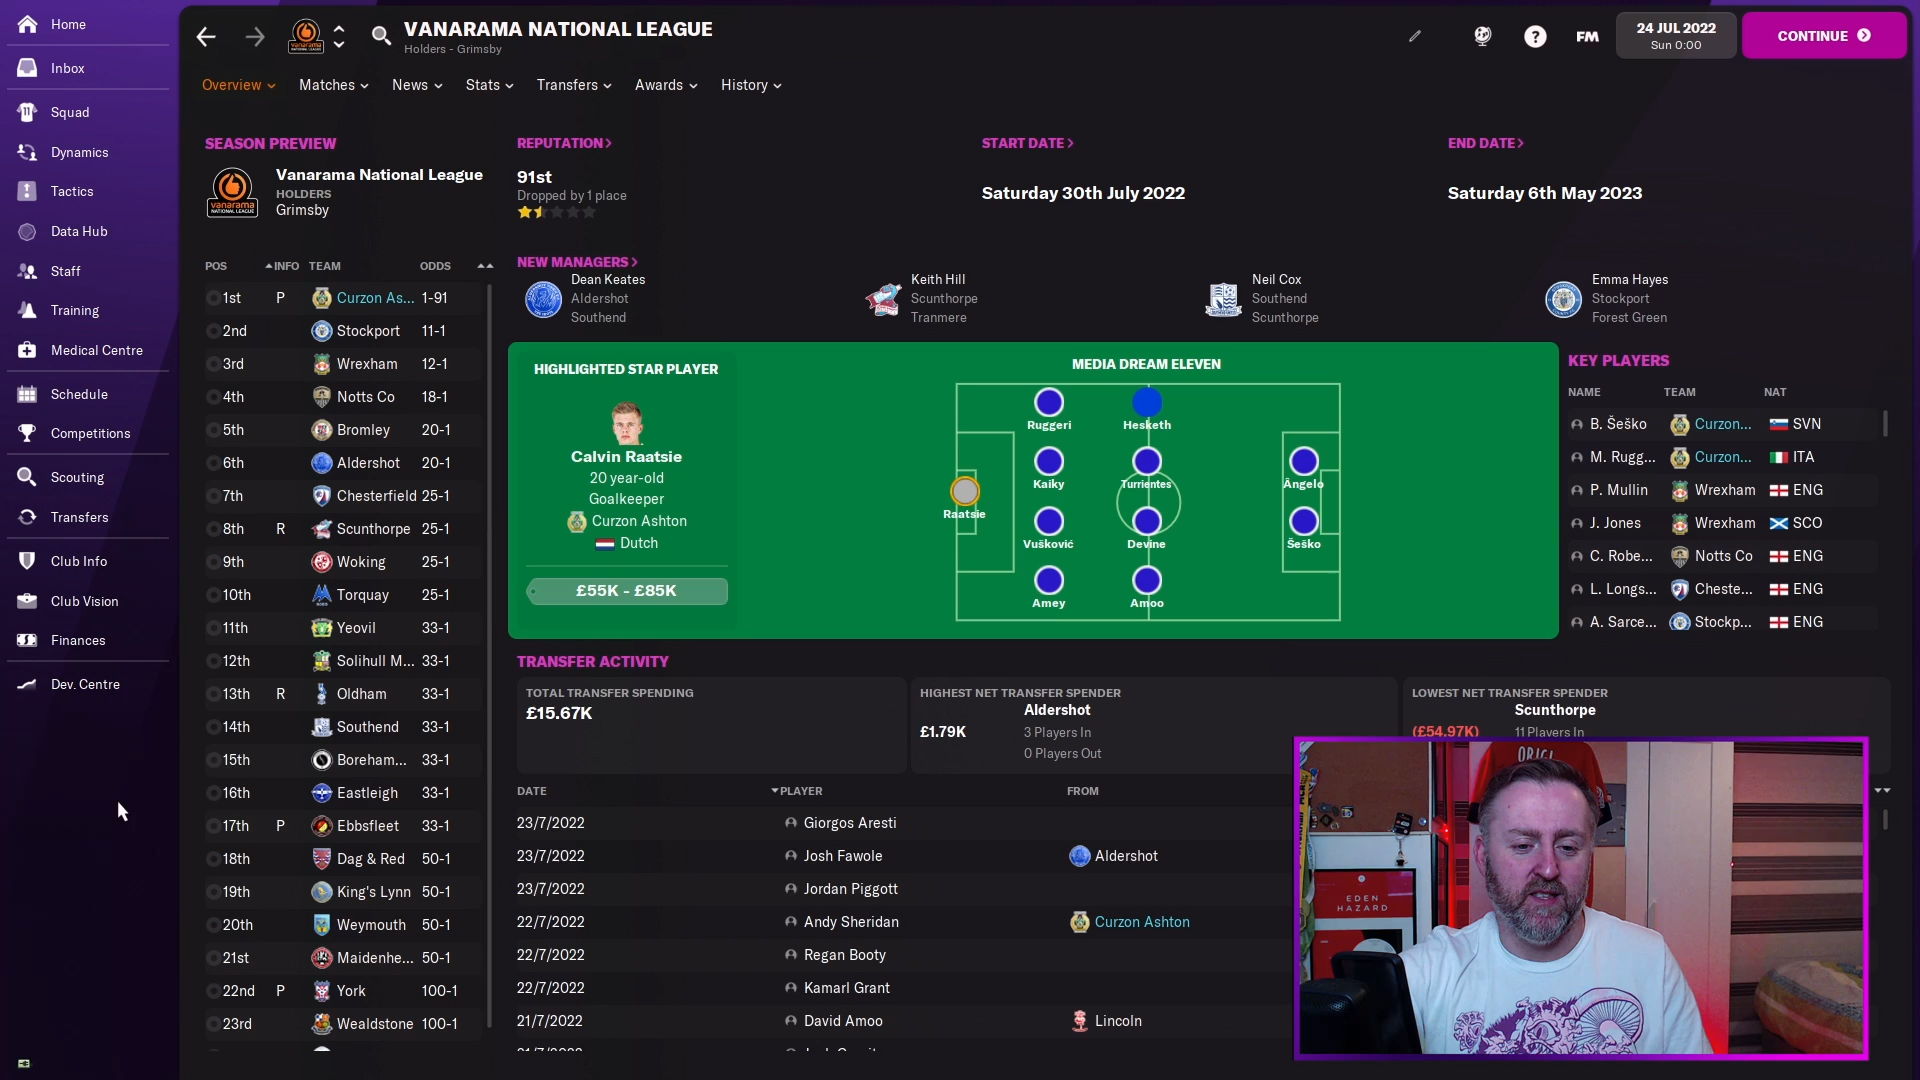 Home
Inbox
Squad
Dynamics
Tactics
Data Hub
Staff
Training
Medical Centre
Schedule
Competitions
Scouting
Transfers
Club Info
Club Vision
Finances
Dev. Centre
VANARAMA NATIONAL LEAGUE
Holders - Grimsby
FM
24 JUL 2022
Sun 0:00
CONTINUE
Overview
Matches
News
Stats
Transfers
Awards
History
SEASON PREVIEW
Vanarama National League
HOLDERS
Grimsby
REPUTATION
91st
Dropped by 1 place
START DATE
Saturday 30th July 2022
END DATE
Saturday 6th May 2023
POS INFO TEAM ODDS
1st P Curzon As... 1-91
2nd Stockport 11-1
3rd Wrexham 12-1
4th Notts Co 18-1
5th Bromley 20-1
6th Aldershot 20-1
7th Chesterfield 25-1
8th R Scunthorpe 25-1
9th Woking 25-1
10th Torquay 25-1
11th Yeovil 33-1
12th Solihull M... 33-1
13th R Oldham 33-1
14th Southend 33-1
15th Boreham... 33-1
16th Eastleigh 33-1
17th P Ebbsfleet 33-1
18th Dag & Red 50-1
19th King's Lynn 50-1
20th Weymouth 50-1
21st Maidenhe... 50-1
22nd P York 100-1
23rd Wealdstone 100-1
NEW MANAGERS
Dean Keates
Aldershot
Southend
Keith Hill
Scunthorpe
Tranmere
Neil Cox
Southend
Scunthorpe
Emma Hayes
Stockport
Forest Green
HIGHLIGHTED STAR PLAYER
Calvin Raatsie
20 year-old
Goalkeeper
Curzon Ashton
Dutch
£55K - £85K
MEDIA DREAM ELEVEN
Ruggeri
Hesketh
Kaiky
Turrientes
Ângelo
Raatsie
Vušković
Devine
Šeško
Amey
Amoo
KEY PLAYERS
NAME TEAM NAT
B. Šeško Curzon... SVN
M. Rugg... Curzon... ITA
P. Mullin Wrexham ENG
J. Jones Wrexham SCO
C. Robe... Notts Co ENG
L. Longs... Cheste... ENG
A. Sarce... Stockp... ENG
TRANSFER ACTIVITY
TOTAL TRANSFER SPENDING
£15.67K
HIGHEST NET TRANSFER SPENDER
Aldershot
£1.79K
3 Players In
0 Players Out
LOWEST NET TRANSFER SPENDER
Scunthorpe
(£54.97K)
11 Players In
DATE PLAYER FROM
23/7/2022 Giorgos Aresti
23/7/2022 Josh Fawole Aldershot
23/7/2022 Jordan Piggott
22/7/2022 Andy Sheridan Curzon Ashton
22/7/2022 Regan Booty
22/7/2022 Kamarl Grant
21/7/2022 David Amoo Lincoln
EDEN
HAZARD